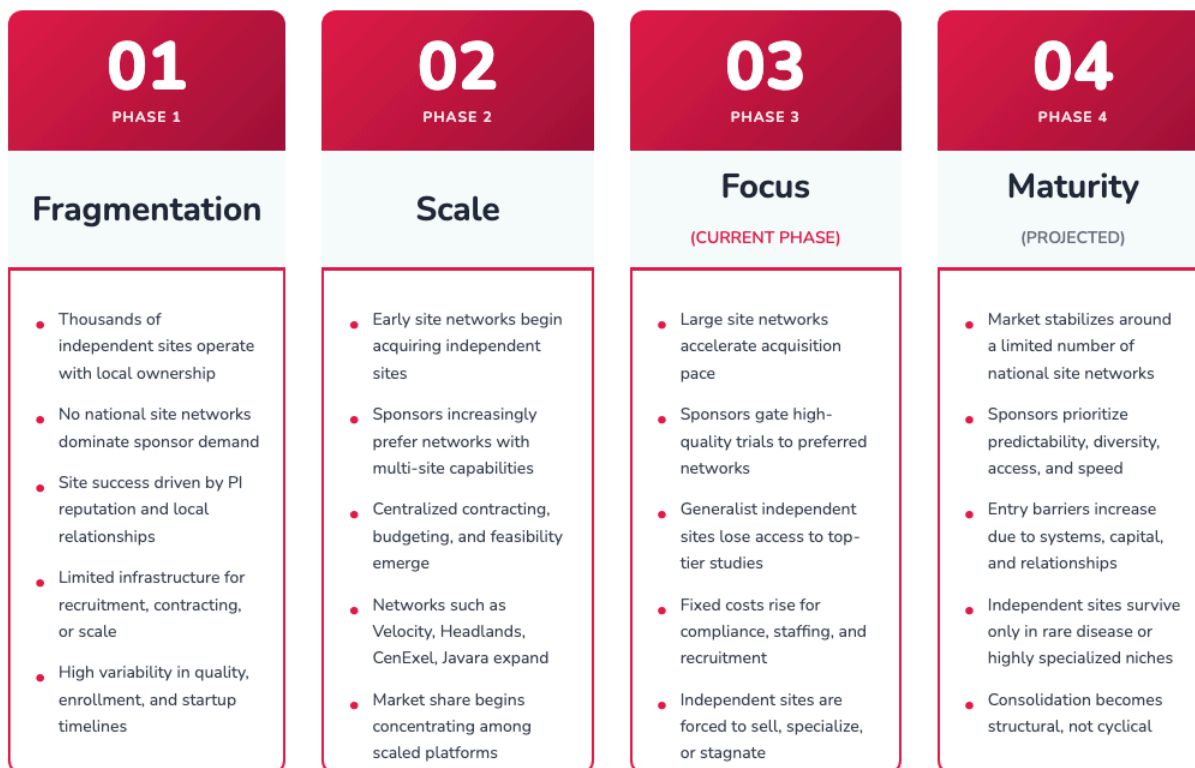 01
PHASE 1
Fragmentation
Thousands of
independent sites operate
with local ownership
No national site networks
dominate sponsor demand
Site success driven by PI
reputation and local
relationships
Limited infrastructure for
recruitment, contracting,
or scale
High variability in quality,
enrollment, and startup
timelines
02
PHASE 2
Scale
Early site networks begin
acquiring independent
sites
Sponsors increasingly
prefer networks with
multi-site capabilities
Centralized contracting,
budgeting, and feasibility
emerge
Networks such as
Velocity, Headlands,
CenExel, Javara expand
Market share begins
concentrating among
scaled platforms
03
PHASE 3
Focus
(CURRENT PHASE)
Large site networks
accelerate acquisition
pace
Sponsors gate high-
quality trials to preferred
networks
Generalist independent
sites lose access to top-
tier studies
Fixed costs rise for
compliance, staffing, and
recruitment
Independent sites are
forced to sell, specialize,
or stagnate
04
PHASE 4
Maturity
(PROJECTED)
Market stabilizes around
a limited number of
national site networks
Sponsors prioritize
predictability, diversity,
access, and speed
Entry barriers increase
due to systems, capital,
and relationships
Independent sites survive
only in rare disease or
highly specialized niches
Consolidation becomes
structural, not cyclical